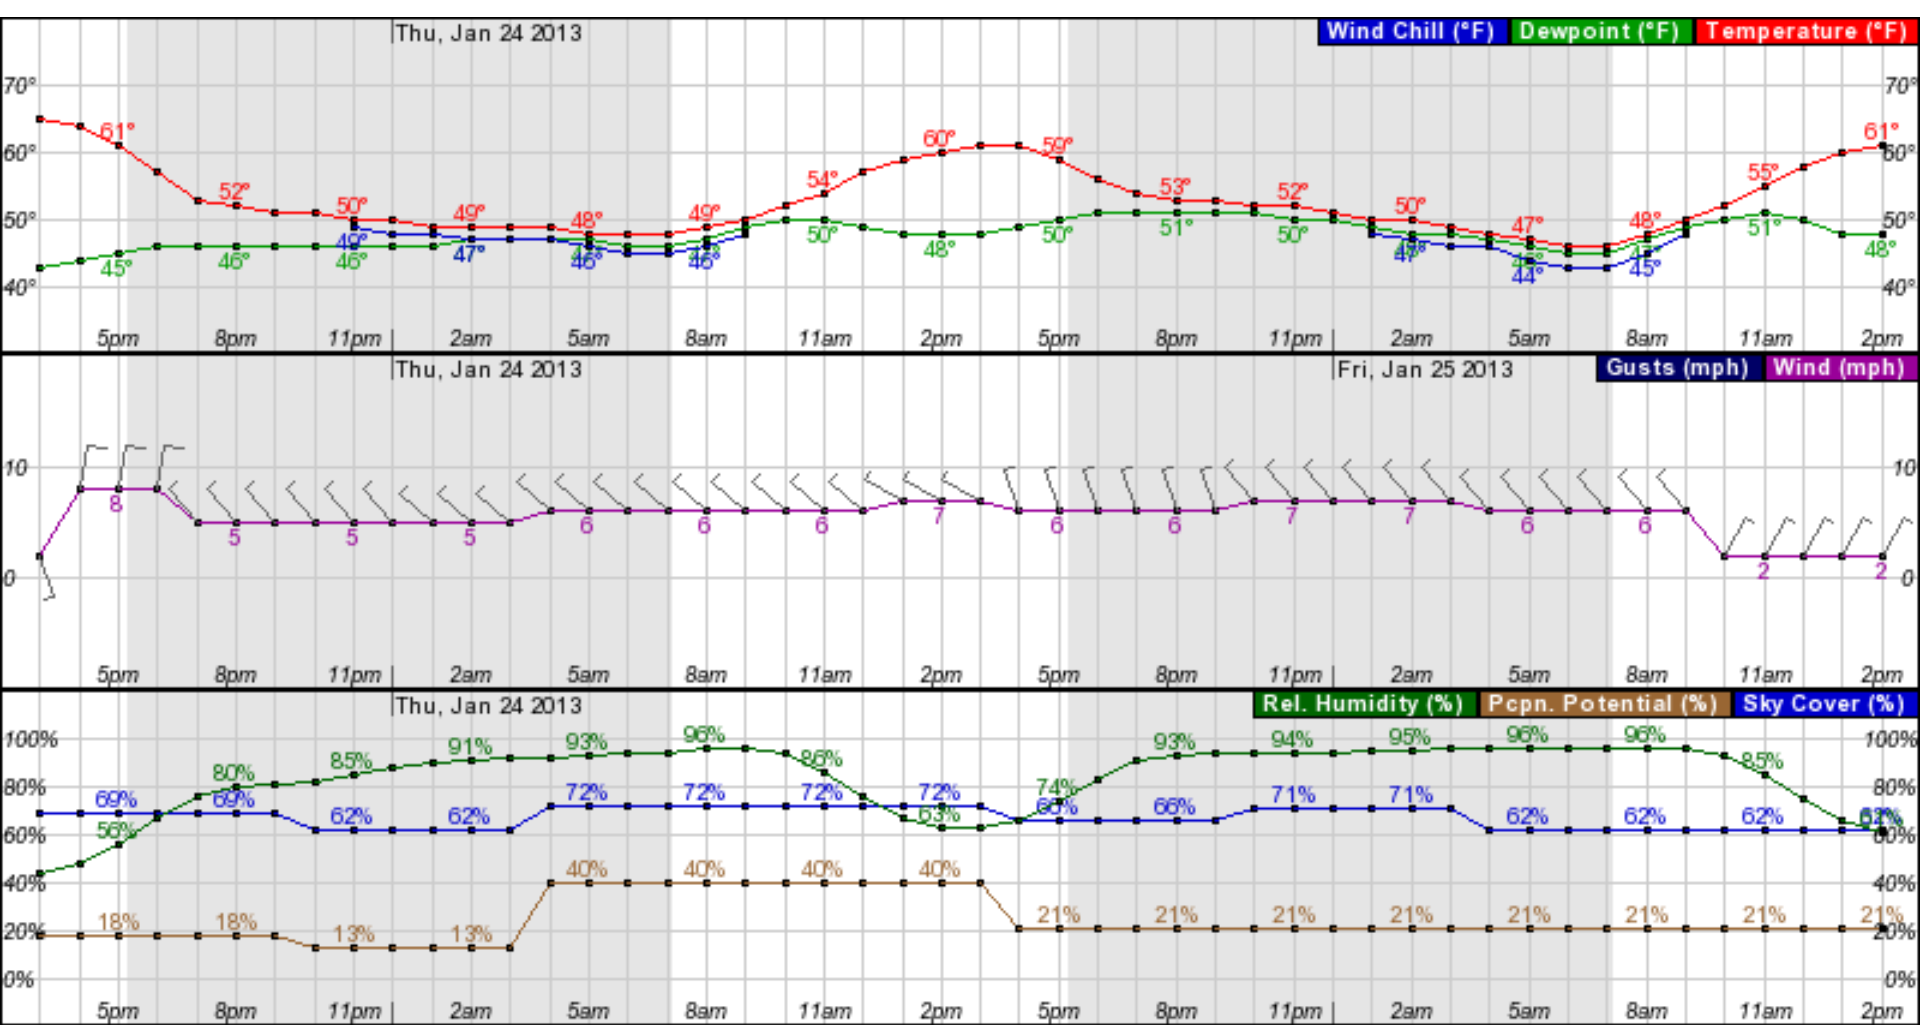 Thu, Jan 24 2013 Wind Chill (°F) Dewpoint (°F) Temperature (°F)
70° 70°
61° 60° 59° 61°
60° 60°
52° 50° 49° 48° 49° 54° 53° 52° 50° 47° 48° 55°
50° 50°
49° 47° 46° 46° 47° 44° 45°
45° 46° 46° 50° 48° 50° 51° 50° 51° 48°
40° 40°
5pm 8pm 11pm 2am 5am 8am 11am 2pm 5pm 8pm 11pm 2am 5am 8am 11am 2pm
Thu, Jan 24 2013 Fri, Jan 25 2013 Gusts (mph) Wind (mph)
10 10
8 5 5 5 6 6 6 7 6 6 7 7 6 6 2 2
0 0
5pm 8pm 11pm 2am 5am 8am 11am 2pm 5pm 8pm 11pm 2am 5am 8am 11am 2pm
Thu, Jan 24 2013 Rel. Humidity (%) Pcpn. Potential (%) Sky Cover (%)
100% 100%
56% 80% 85% 91% 93% 96% 86% 63% 74% 93% 94% 95% 96% 96% 85%
80% 80%
69% 69% 62% 62% 72% 72% 72% 72% 66% 66% 71% 71% 62% 62% 62% 62%
60% 60%
40% 40%
18% 18% 13% 13% 40% 40% 40% 40% 21% 21% 21% 21% 21% 21% 21% 21%
20% 20%
0% 0%
5pm 8pm 11pm 2am 5am 8am 11am 2pm 5pm 8pm 11pm 2am 5am 8am 11am 2pm